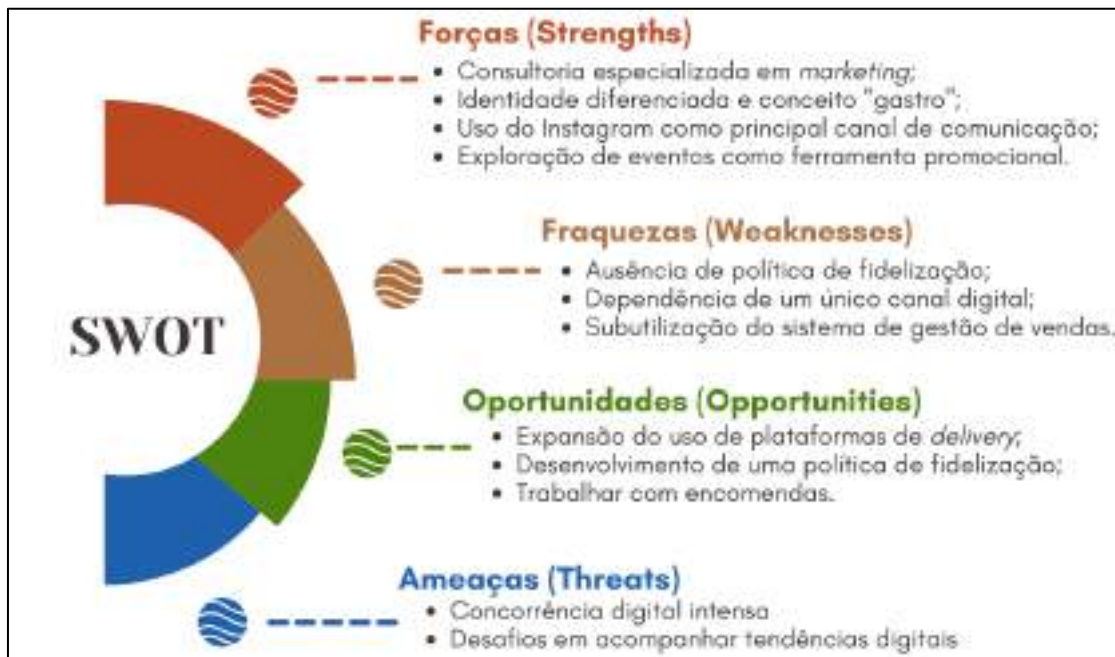 Forças (Strengths)
• Consultoria especializada em marketing;
• Identidade diferenciada e conceito "gastro";
• Uso do Instagram como principal canal de comunicação;
• Exploração de eventos como ferramenta promocional.
Fraquezas (Weaknesses)
• Ausência de política de fidelização;
• Dependência de um único canal digital;
• Subutilização do sistema de gestão de vendas.
SWOT
Oportunidades (Opportunities)
• Expansão do uso de plataformas de delivery;
• Desenvolvimento de uma política de fidelização;
• Trabalhar com encomendas.
Ameaças (Threats)
• Concorrência digital intensa
• Desafios em acompanhar tendências digitais